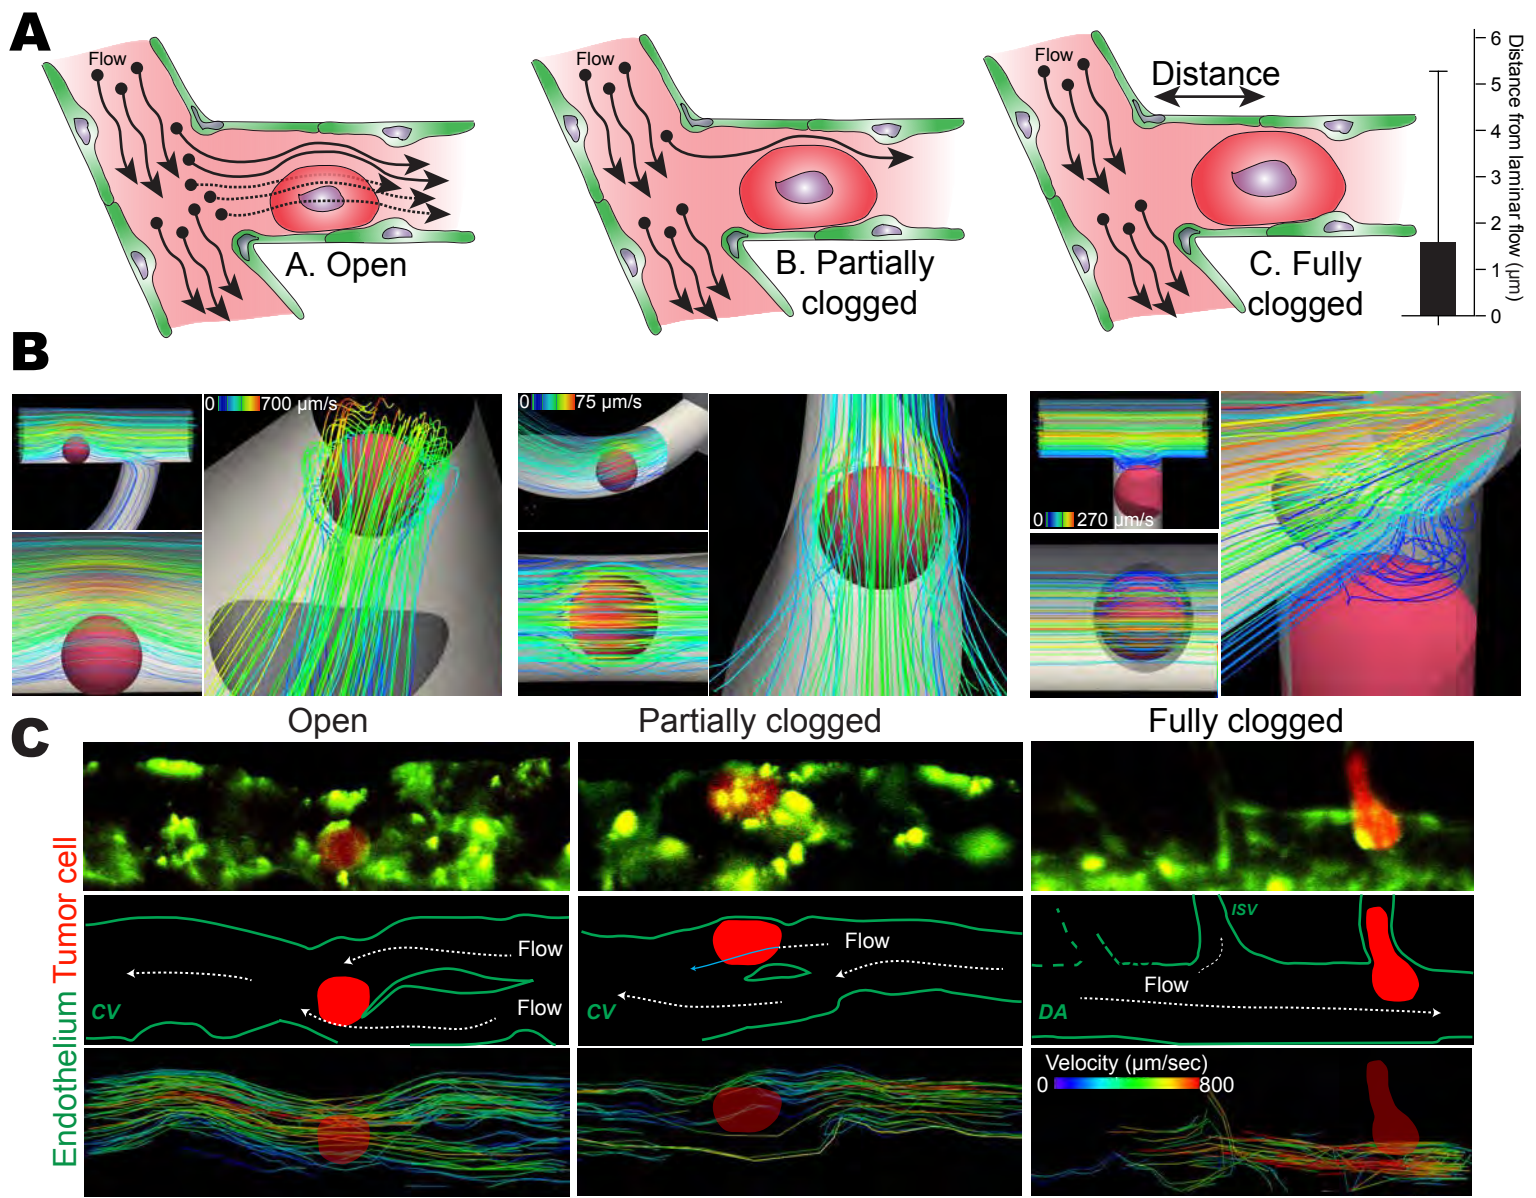 A
Flow
A. Open
Flow
B. Partially
clogged
Flow
Distance
C. Fully
clogged
6
5
4
3
2
1
0
Distance from laminar flow (µm)
B
0 700 µm/s
0 75 µm/s
0 270 µm/s
C
Open
Partially clogged
Fully clogged
Endothelium Tumor cell
Flow
Flow
CV
Flow
CV
ISV
Flow
DA
Velocity (µm/sec)
0 800